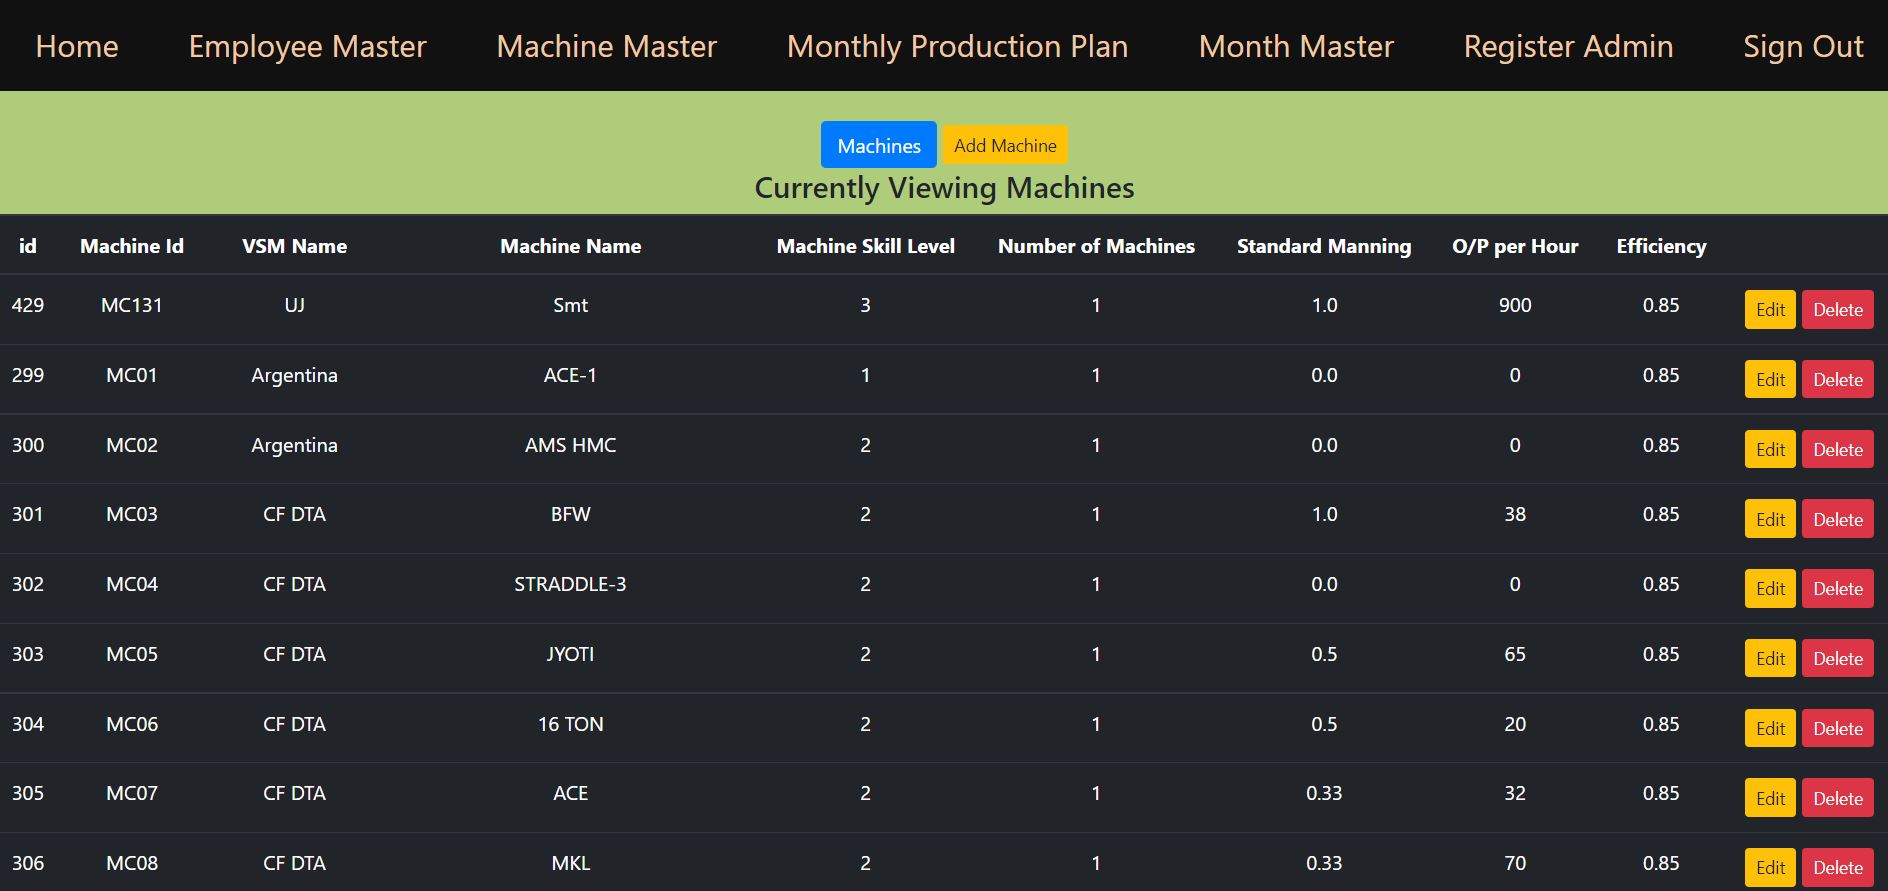 Home Employee Master Machine Master Monthly Production Plan Month Master Register Admin Sign Out
Machines Add Machine
Currently Viewing Machines
id Machine Id VSM Name Machine Name Machine Skill Level Number of Machines Standard Manning O/P per Hour Efficiency
429 MC131 UJ Smt 3 1 1.0 900 0.85 Edit Delete
299 MC01 Argentina ACE-1 1 1 0.0 0 0.85 Edit Delete
300 MC02 Argentina AMS HMC 2 1 0.0 0 0.85 Edit Delete
301 MC03 CF DTA BFW 2 1 1.0 38 0.85 Edit Delete
302 MC04 CF DTA STRADDLE-3 2 1 0.0 0 0.85 Edit Delete
303 MC05 CF DTA JYOTI 2 1 0.5 65 0.85 Edit Delete
304 MC06 CF DTA 16 TON 2 1 0.5 20 0.85 Edit Delete
305 MC07 CF DTA ACE 2 1 0.33 32 0.85 Edit Delete
306 MC08 CF DTA MKL 2 1 0.33 70 0.85 Edit Delete